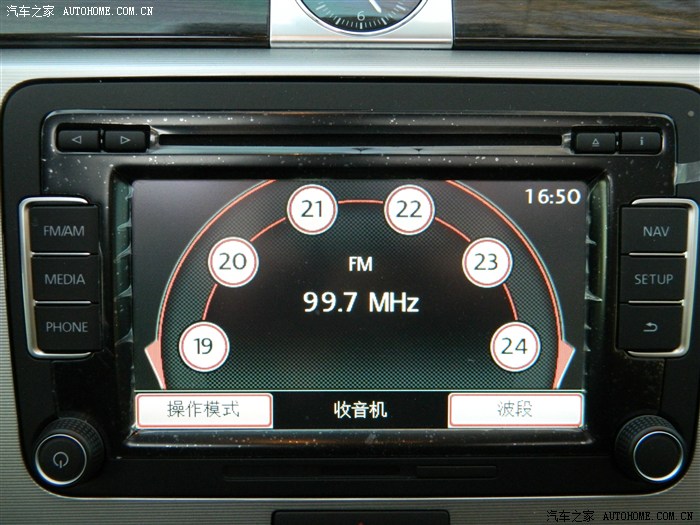 汽车之家 AUTOHOME.COM.CN
6
FM/AM
MEDIA
PHONE
NAV
SETUP
i
16:50
21 22
20 23
19 24
FM
99.7 MHz
操作模式 收音机 波段
汽车之家 AUTOHOME.COM.CN